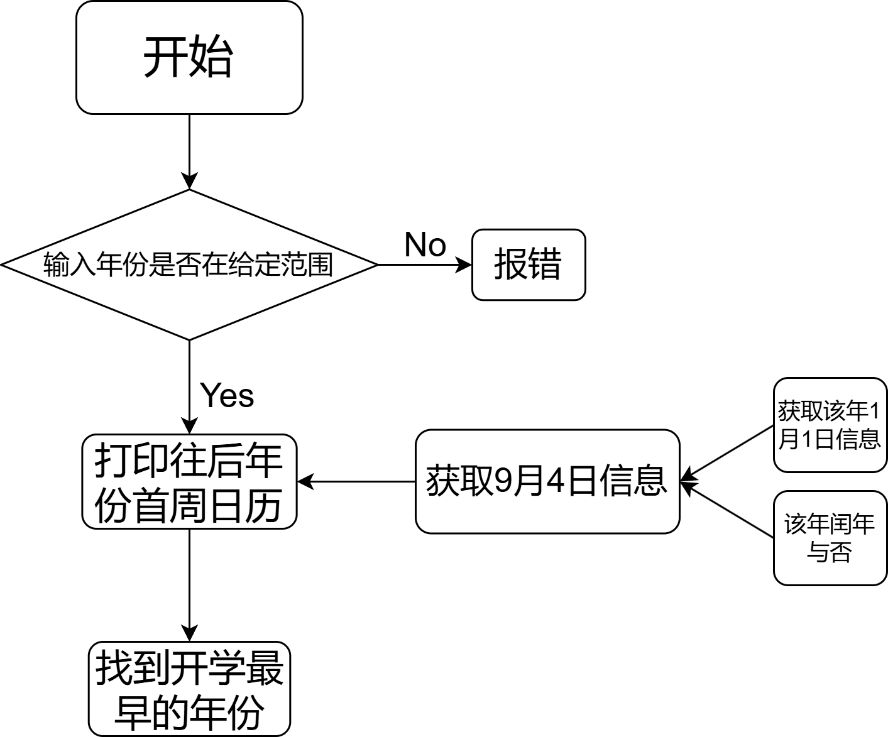 开始
输入年份是否在给定范围
No
报错
Yes
打印往后年
份首周日历
获取9月4日信息
获取该年1
月1日信息
该年闰年
与否
找到开学最
早的年份